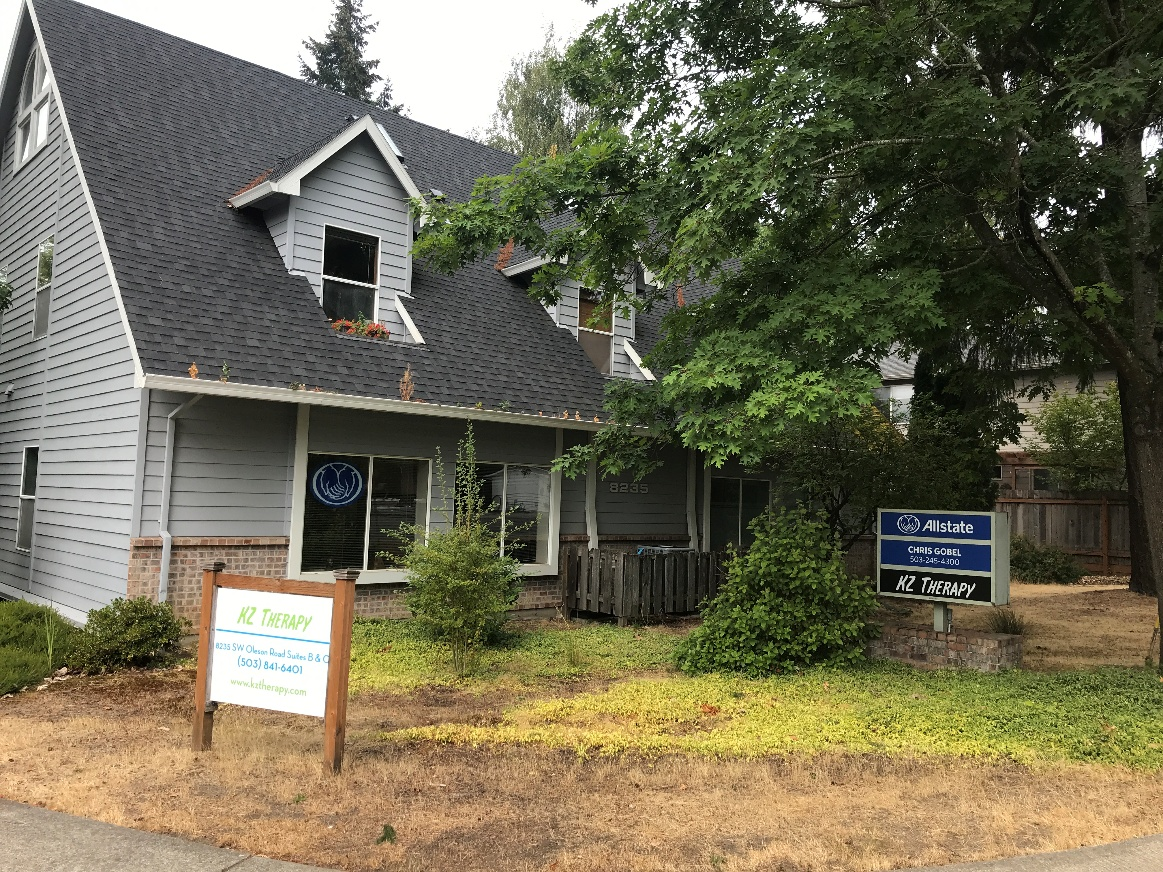 8235
KZ THERAPY
8235 SW Oleson Road Suites B & C
(503) 841-6401
www.kztherapy.com
Allstate
CHRIS GOBEL
503-245-4300
KZ THERAPY